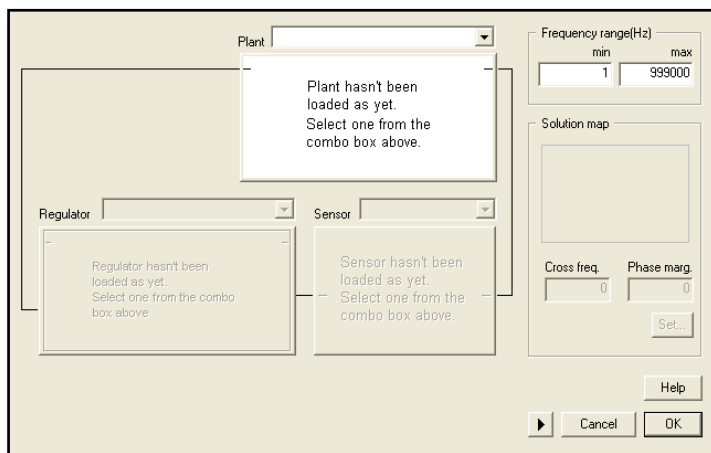 Plant
Plant hasn't been
loaded as yet.
Select one from the
combo box above.
Frequency range(Hz)
min max
1 999000
Solution map
Regulator
Regulator hasn't been
loaded as yet.
Select one from the combo
box above
Sensor
Sensor hasn't been
loaded as yet.
Select one from the
combo box above.
Cross freq. Phase marg.
0 0
Set...
Help
Cancel OK